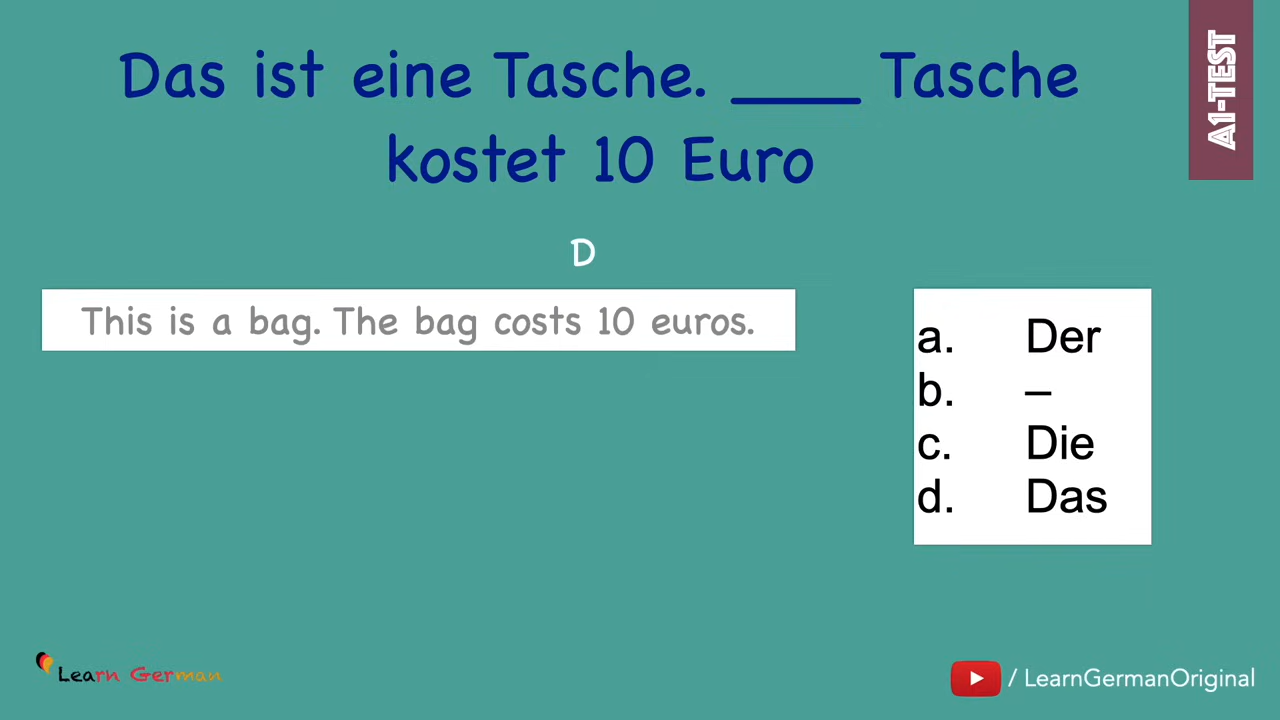 Das ist eine Tasche. ____ Tasche
kostet 10 Euro
A1-TEST
D
This is a bag. The bag costs 10 euros.
a. Der
b. –
c. Die
d. Das
Learn German
/ LearnGermanOriginal